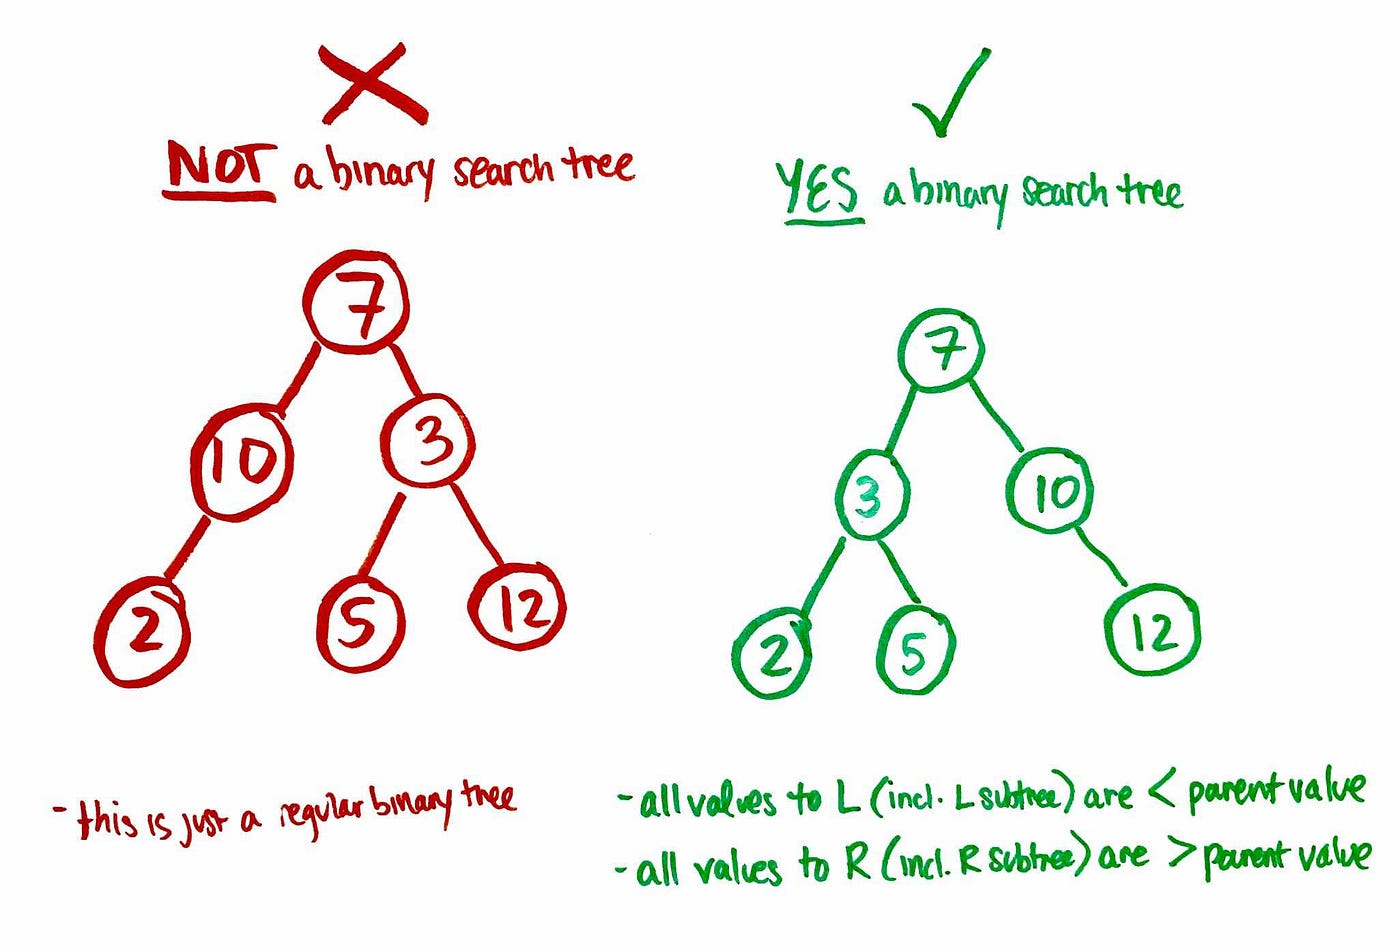 NOT a binary search tree
7
10 3
2 5 12
- this is just a regular binary tree
YES a binary search tree
7
3 10
2 5 12
- all values to L (incl. L subtree) are < parent value
- all values to R (incl. R subtree) are > parent value